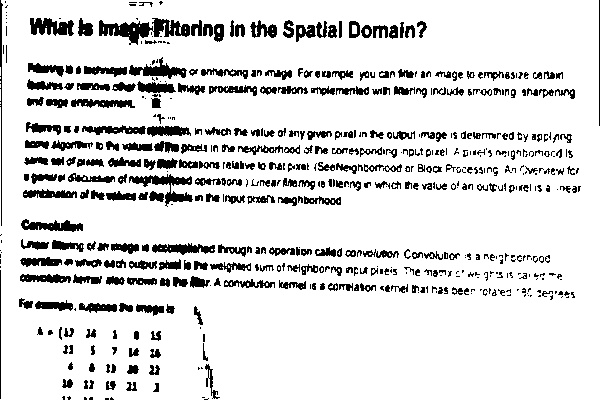 What Is Image Filtering in the Spatial Domain?
Filtering is a technique for modifying or enhancing an image. For example, you can filter an image to emphasize certain
features or remove other features. Image processing operations implemented with filtering include smoothing, sharpening
and edge enhancement.
Filtering is a neighborhood operation, in which the value of any given pixel in the output image is determined by applying
some algorithm to the values of the pixels in the neighborhood of the corresponding input pixel. A pixel's neighborhood is
some set of pixels, defined by their locations relative to that pixel. (SeeNeighborhood or Block Processing: An Overview for
a general discussion of neighborhood operations.) Linear filtering is filtering in which the value of an output pixel is a linear
combination of the values of the pixels in the input pixel's neighborhood.
Convolution
Linear filtering of an image is accomplished through an operation called convolution. Convolution is a neighborhood
operation in which each output pixel is the weighted sum of neighboring input pixels. The matrix of weights is called the
convolution kernel, also known as the filter. A convolution kernel is a correlation kernel that has been rotated 180 degrees.
For example, suppose the image is
A = [17 24 1 8 15
23 5 7 14 16
4 6 13 20 22
10 12 19 21 3